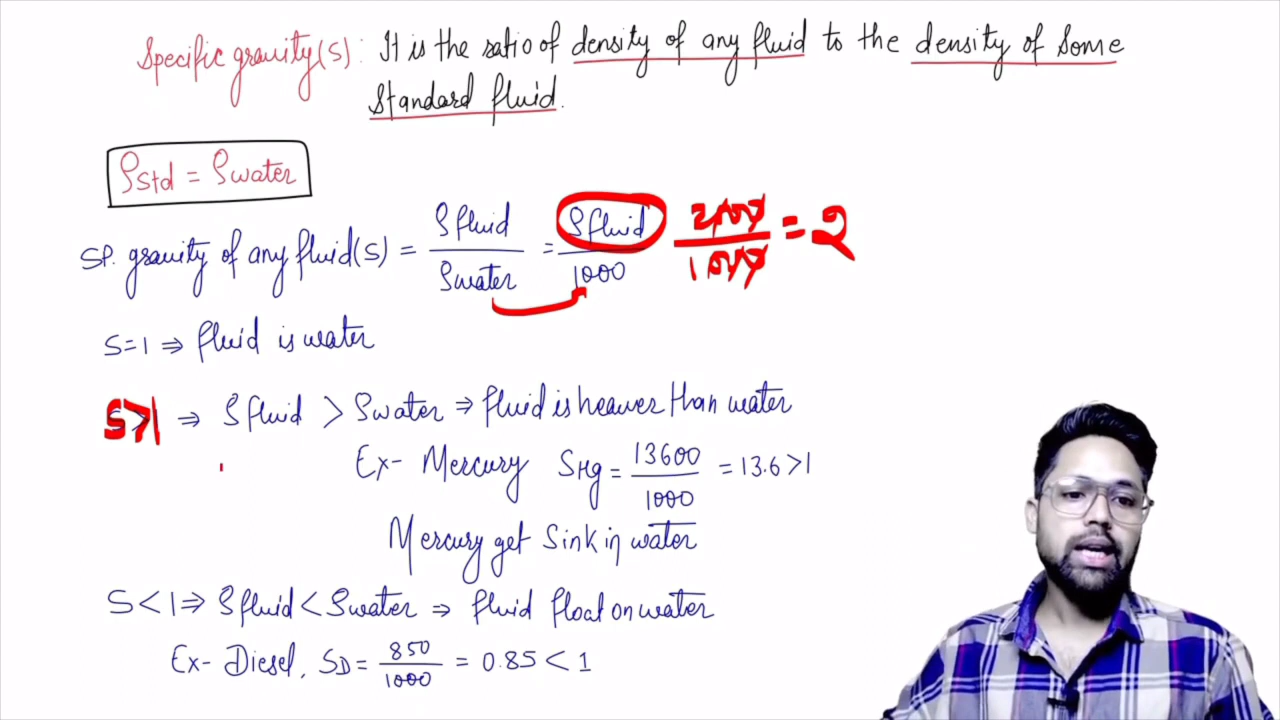 Specific gravity(S): It is the ratio of density of any fluid to the density of Some
Standard fluid.
ρStd = ρwater
SP. gravity of any fluid(S) = ρfluid/ρwater = ρfluid/1000 2000/1000 = 2
S=1 ⇒ fluid is water
S>1 ⇒ ρfluid > ρwater ⇒ fluid is heavier than water
Ex- Mercury SHg = 13600/1000 = 13.6 >1
Mercury get Sink in water
S<1 ⇒ ρfluid < ρwater ⇒ fluid float on water
Ex- Diesel, SD = 850/1000 = 0.85 < 1